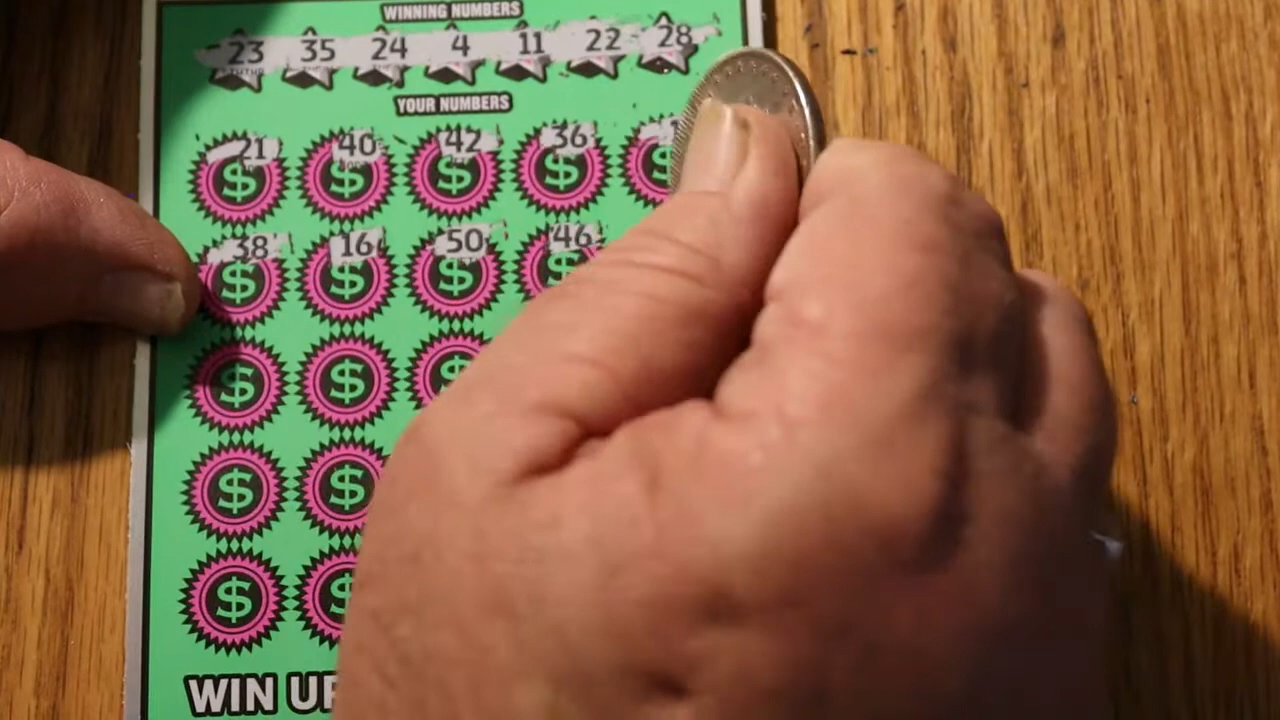 WINNING NUMBERS
23 35 24 4 11 22 28
YOUR NUMBERS
21 40 42 36
$ $ $ $ $
38 16 50 46
$ $ $ $
$ $ $
$ $
$ $
WIN UP